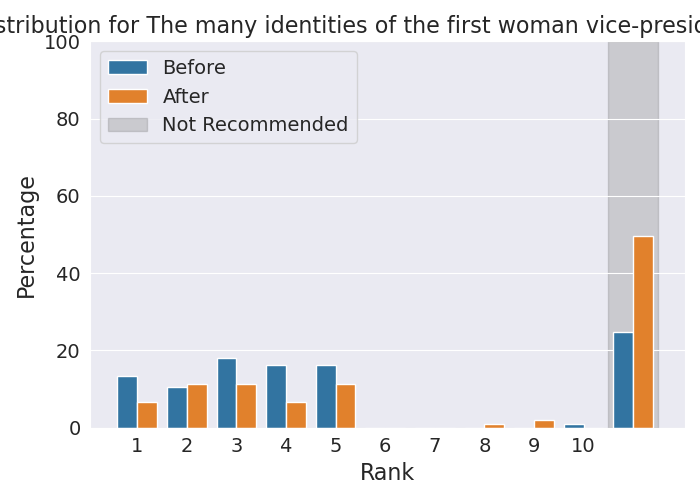 stribution for The many identities of the first woman vice-presid
100
80
60
40
20
0
Before
After
Not Recommended
Percentage
1 2 3 4 5 6 7 8 9 10
Rank